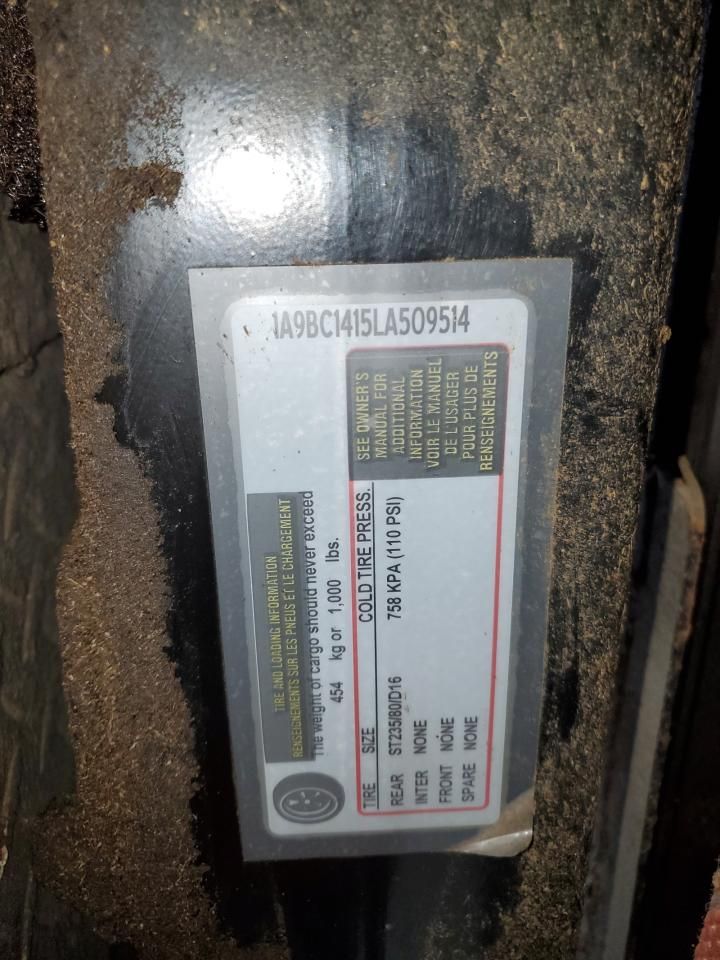 1A9BC1415LA509514
TIRE AND LOADING INFORMATION
RENSEIGNEMENTS SUR LES PNEUS ET LE CHARGEMENT
The weight of cargo should never exceed
454 kg or 1,000 lbs.
TIRE SIZE COLD TIRE PRESS.
REAR ST235/80/D16 758 KPA (110 PSI)
INTER NONE
FRONT NONE
SPARE NONE
SEE OWNER'S
MANUAL FOR
ADDITIONAL
INFORMATION
VOIR LE MANUEL
DE L'USAGER
POUR PLUS DE
RENSEIGNEMENTS